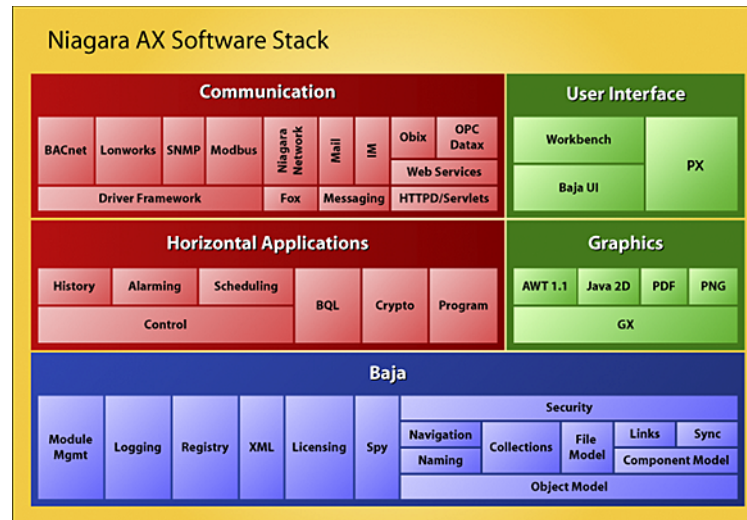 Niagara AX Software Stack
Communication
BACnet
Lonworks
SNMP
Modbus
Niagara
Network
Mail
IM
Obix
OPC
Datax
Web Services
Driver Framework
Fox
Messaging
HTTPD/Servlets
User Interface
Workbench
Baja UI
PX
Horizontal Applications
History
Alarming
Scheduling
Control
BQL
Crypto
Program
Graphics
AWT 1.1
Java 2D
PDF
PNG
GX
Baja
Module
Mgmt
Logging
Registry
XML
Licensing
Spy
Security
Navigation
Naming
Collections
File
Model
Links
Sync
Component Model
Object Model